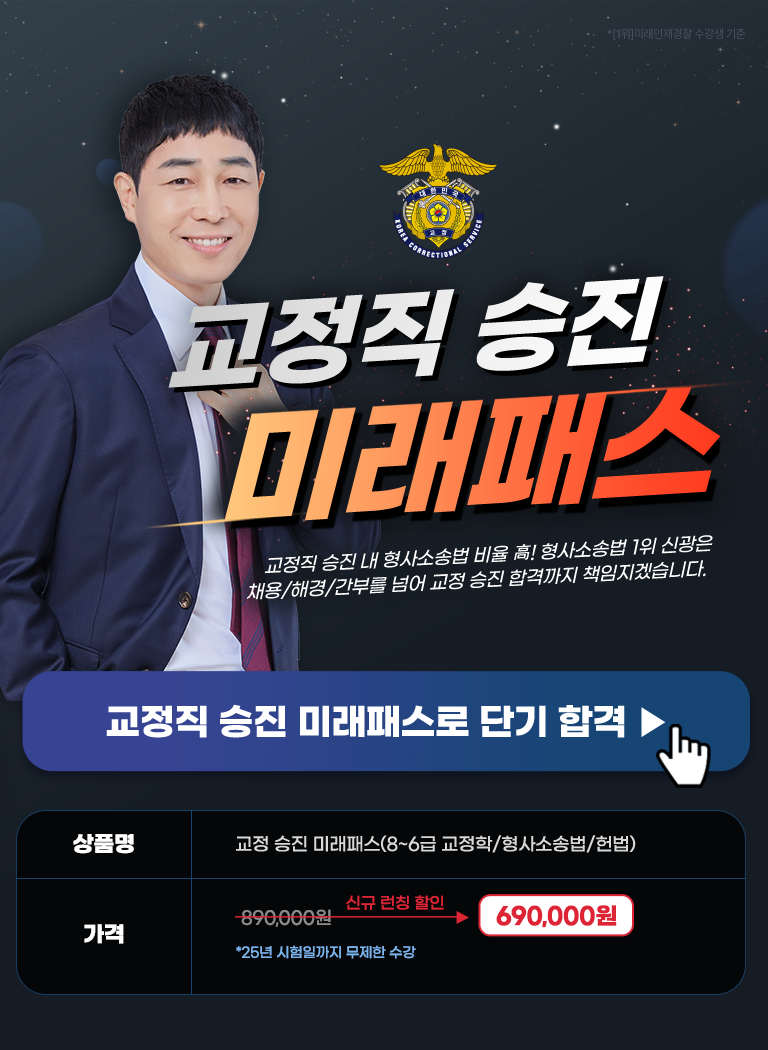 *[1위]미래인재경찰 수강생 기준
대한민국
교정
KOREA CORRECTIONAL SERVICE
교정직 승진
미래패스
교정직 승진 내 형사소송법 비율 高! 형사소송법 1위 신광은
채용/해경/간부를 넘어 교정 승진 합격까지 책임지겠습니다.
교정직 승진 미래패스로 단기 합격 ▶
상품명
교정 승진 미래패스(8~6급 교정학/형사소송법/헌법)
가격
890,000원
신규 런칭 할인
690,000원
*25년 시험일까지 무제한 수강